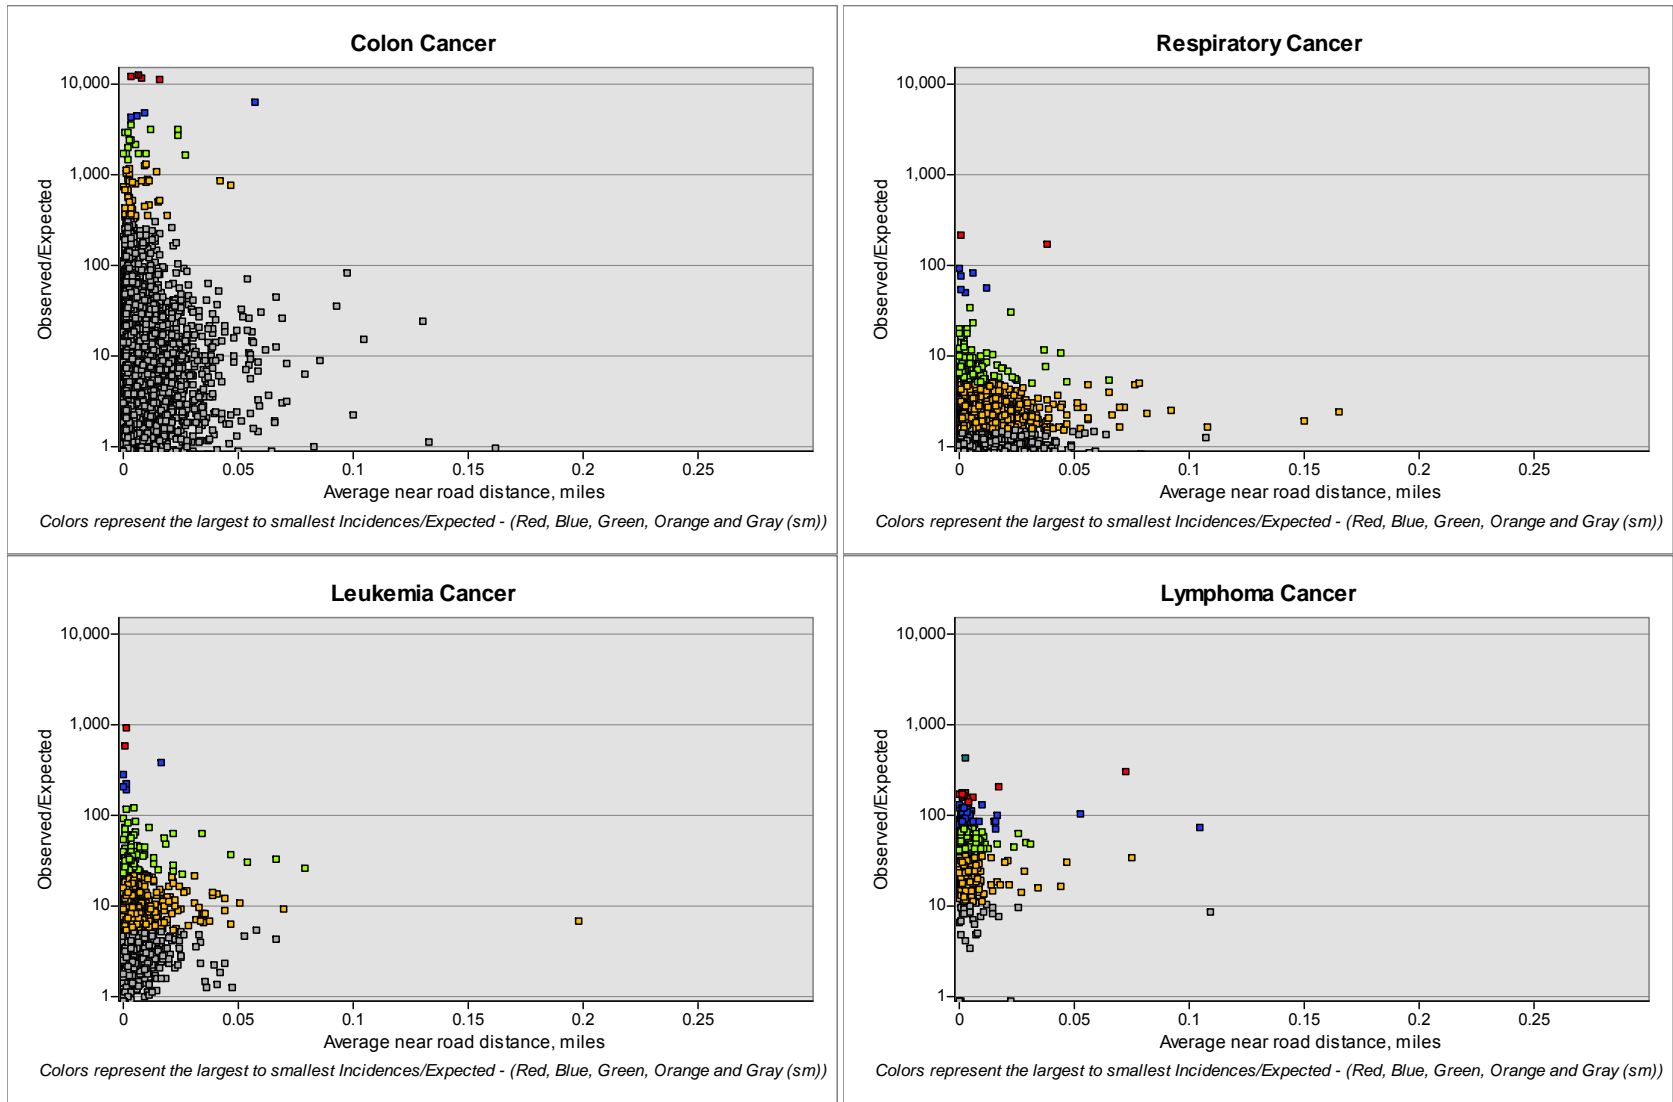 Colon Cancer
10,000
1,000
100
10
1
Observed/Expected
0 0.05 0.1 0.15 0.2 0.25
Average near road distance, miles
Colors represent the largest to smallest Incidences/Expected - (Red, Blue, Green, Orange and Gray (sm))
Respiratory Cancer
10,000
1,000
100
10
1
Observed/Expected
0 0.05 0.1 0.15 0.2 0.25
Average near road distance, miles
Colors represent the largest to smallest Incidences/Expected - (Red, Blue, Green, Orange and Gray (sm))
Leukemia Cancer
10,000
1,000
100
10
1
Observed/Expected
0 0.05 0.1 0.15 0.2 0.25
Average near road distance, miles
Colors represent the largest to smallest Incidences/Expected - (Red, Blue, Green, Orange and Gray (sm))
Lymphoma Cancer
10,000
1,000
100
10
1
Observed/Expected
0 0.05 0.1 0.15 0.2 0.25
Average near road distance, miles
Colors represent the largest to smallest Incidences/Expected - (Red, Blue, Green, Orange and Gray (sm))